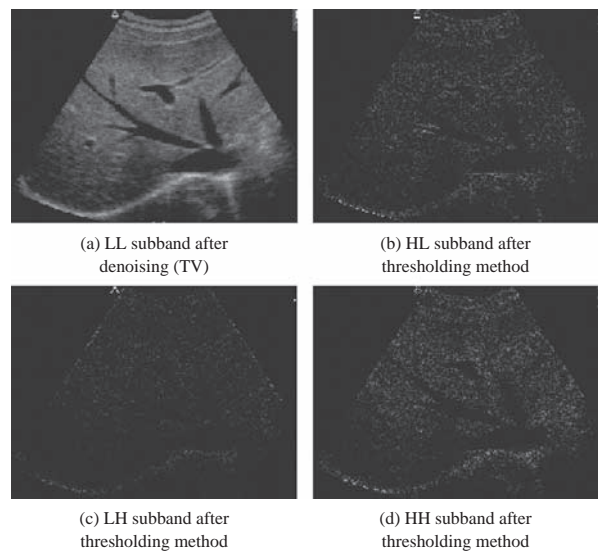 (a) LL subband after
denoising (TV)
(b) HL subband after
thresholding method
(c) LH subband after
thresholding method
(d) HH subband after
thresholding method